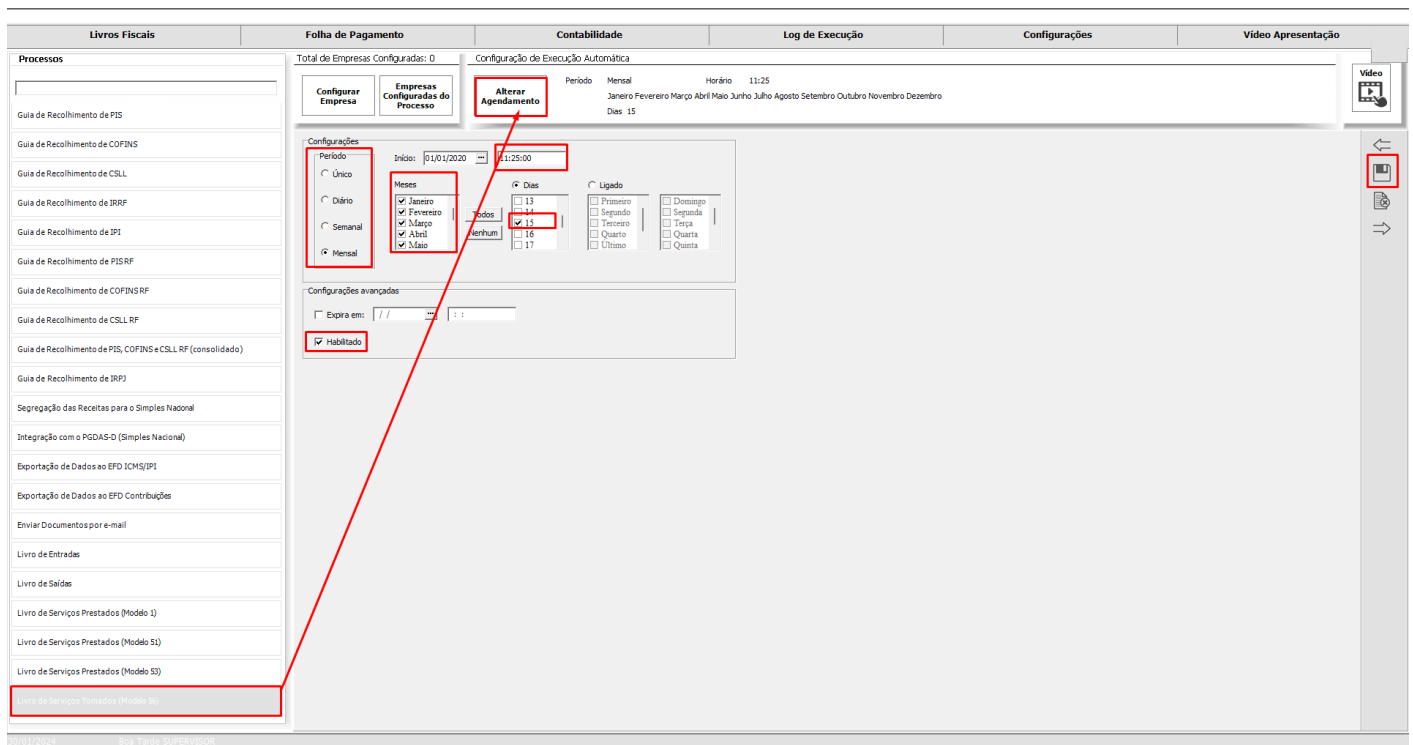 Livros Fiscais
Folha de Pagamento
Contabilidade
Log de Execução
Configurações
Vídeo Apresentação
Processos
Guia de Recolhimento de PIS
Guia de Recolhimento de COFINS
Guia de Recolhimento de CSLL
Guia de Recolhimento de IRRF
Guia de Recolhimento de IPI
Guia de Recolhimento de PIS RF
Guia de Recolhimento de COFINS RF
Guia de Recolhimento de CSLL RF
Guia de Recolhimento de PIS, COFINS e CSLL RF (consolidado)
Guia de Recolhimento de IRPJ
Segregação das Receitas para o Simples Nacional
Integração com o PGDAS-D (Simples Nacional)
Exportação de Dados ao EFD ICMS/IPI
Exportação de Dados ao EFD Contribuições
Enviar Documentos por e-mail
Livro de Entradas
Livro de Saídas
Livro de Serviços Prestados (Modelo 1)
Livro de Serviços Prestados (Modelo 51)
Livro de Serviços Prestados (Modelo 53)
Livro de Serviços Tomados (Modelo 56)
Total de Empresas Configuradas: 0
Configurar
Empresa
Empresas
Configuradas do
Processo
Configuração de Execução Automática
Alterar
Agendamento
Período Mensal Horário 11:25
Janeiro Fevereiro Março Abril Maio Junho Julho Agosto Setembro Outubro Novembro Dezembro
Dias 15
Vídeo
Configurações
Período
Único
Diário
Semanal
Mensal
Início: 01/01/2020 ... 11:25:00
Meses
Janeiro
Fevereiro
Março
Abril
Maio
Todos
Nenhum
Dias
13
14
15
16
17
Ligado
Primeiro
Segundo
Terceiro
Quarto
Último
Domingo
Segunda
Terça
Quarta
Quinta
Configurações avançadas
Expira em: / / ... : :
Habilitado
30/01/2024 Boa Tarde SUPERVISOR